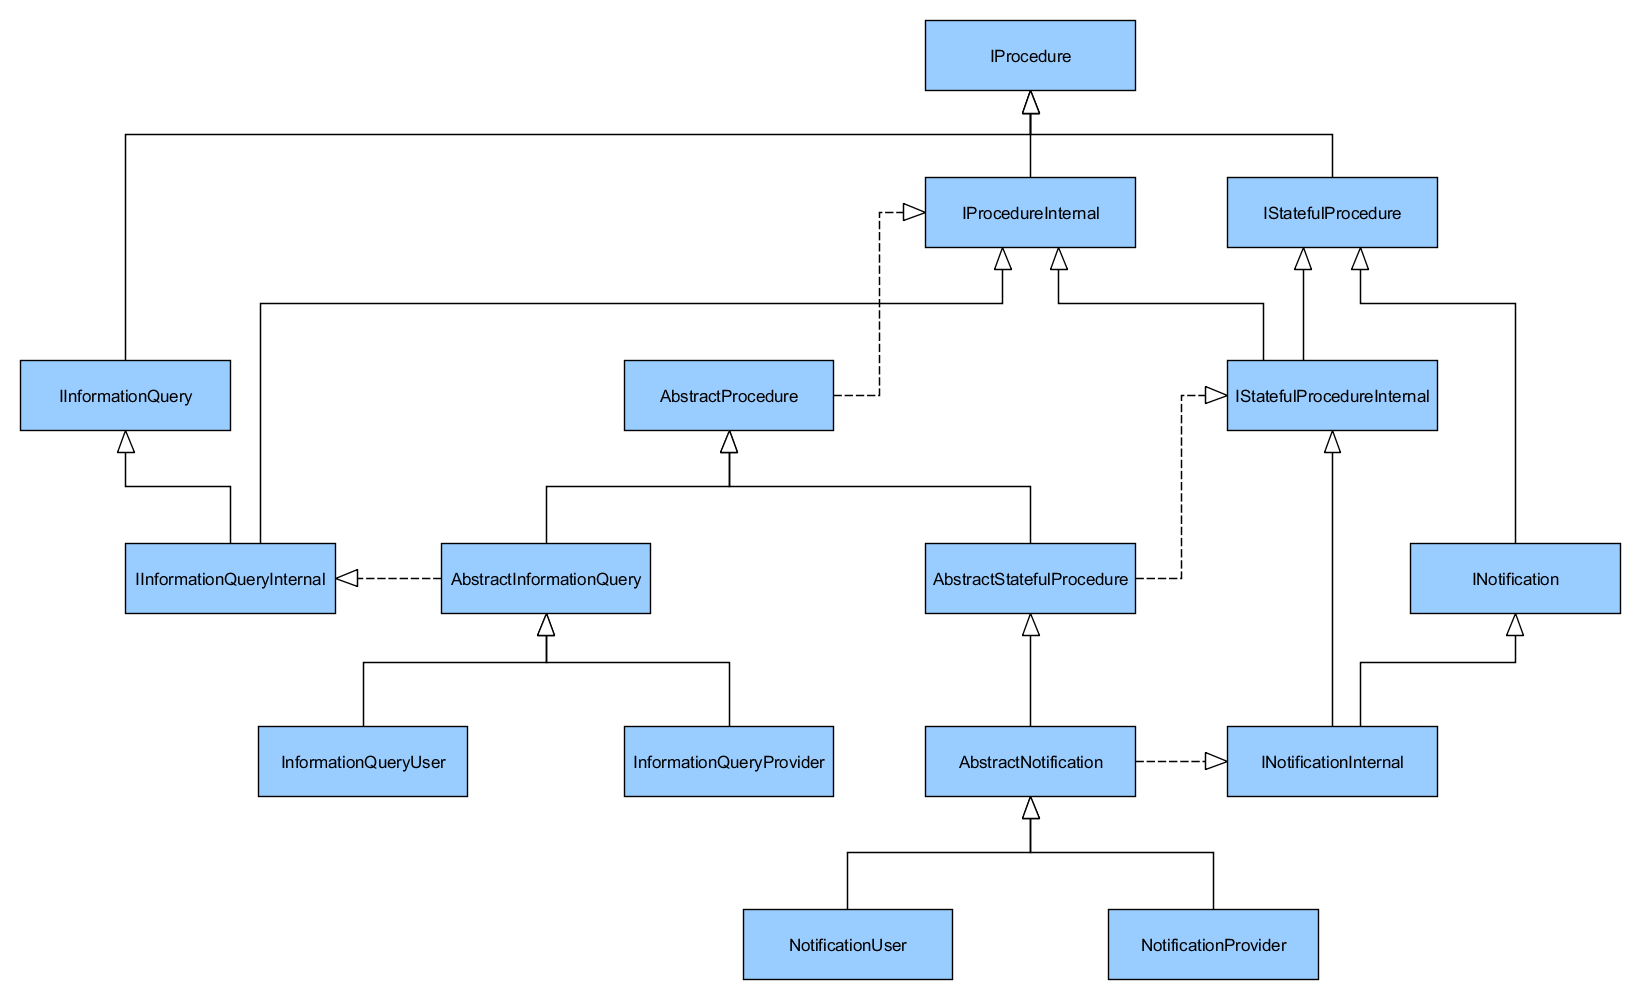 IProcedure
IProcedureInternal
IStatefulProcedure
IInformationQuery
AbstractProcedure
IStatefulProcedureInternal
IInformationQueryInternal
AbstractInformationQuery
AbstractStatefulProcedure
INotification
InformationQueryUser
InformationQueryProvider
AbstractNotification
INotificationInternal
NotificationUser
NotificationProvider